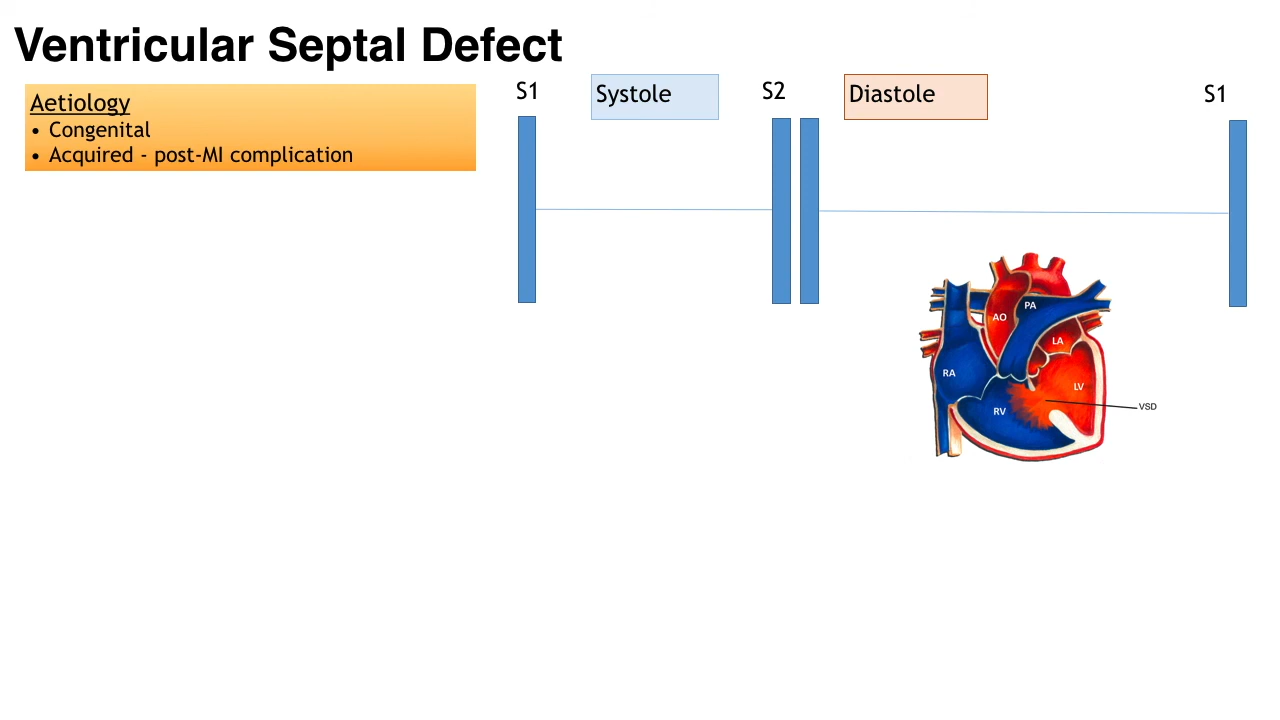 Ventricular Septal Defect
Aetiology
• Congenital
• Acquired - post-MI complication
S1
Systole
S2
Diastole
S1
AO
PA
LA
RA
LV
RV
VSD